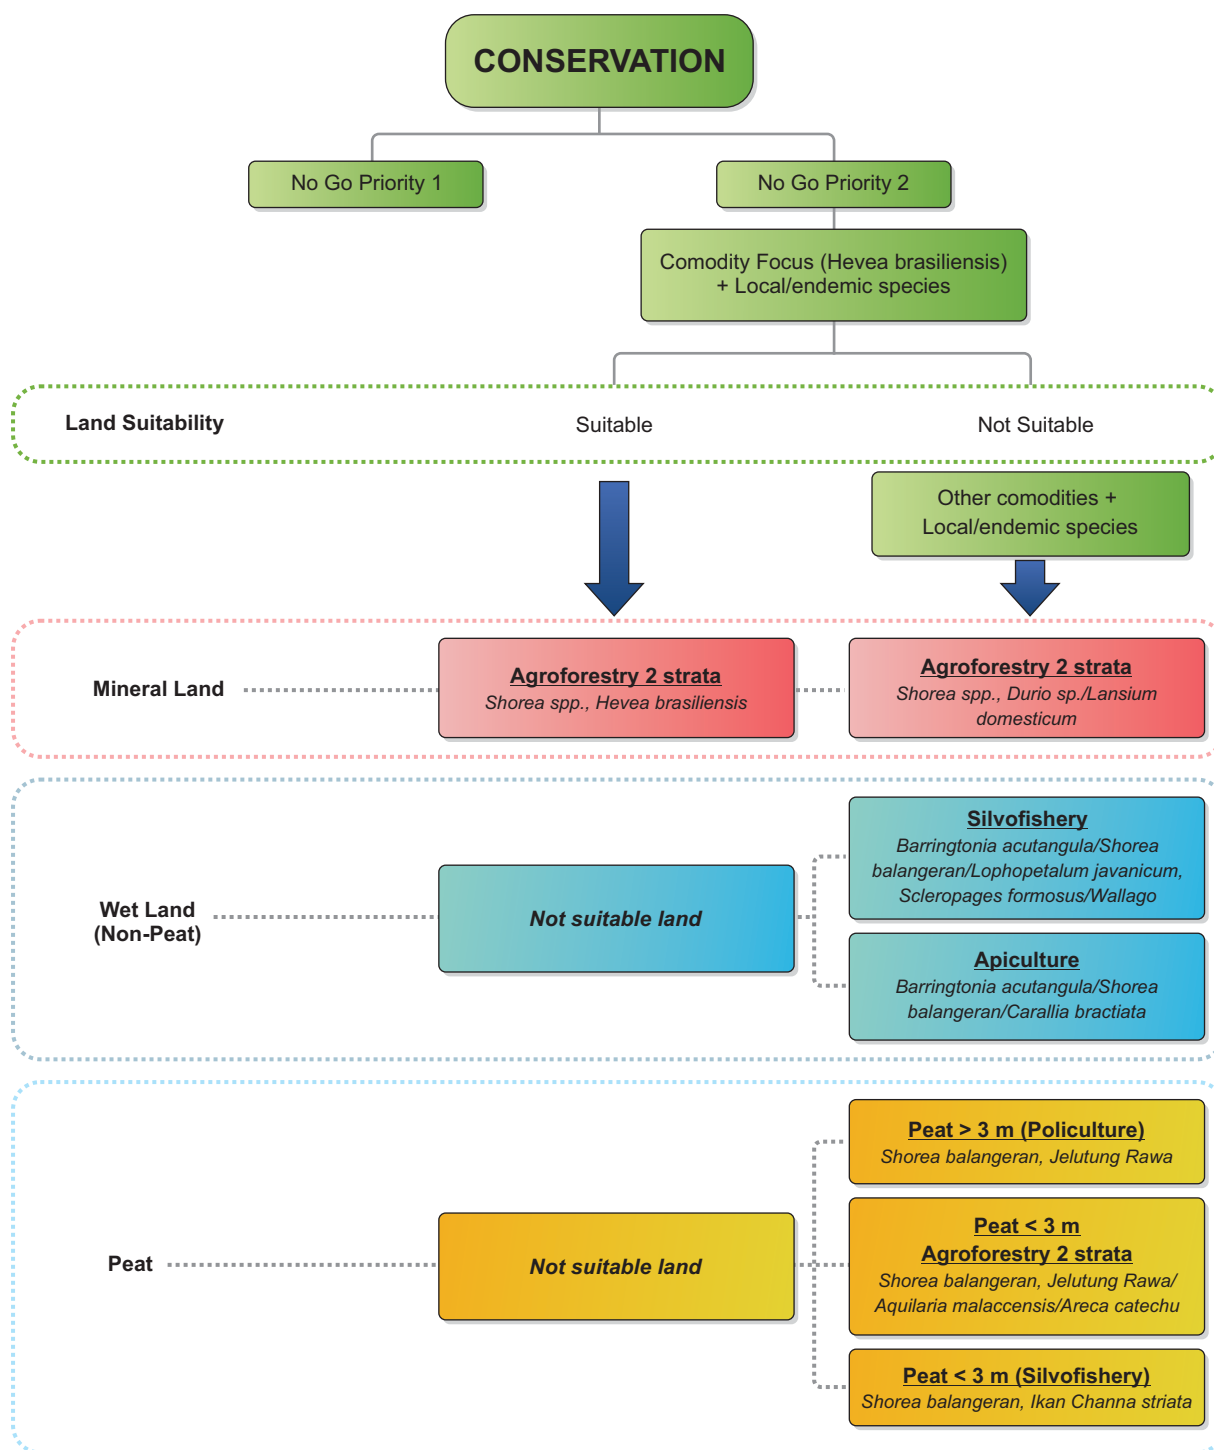 CONSERVATION
No Go Priority 1
No Go Priority 2
Comodity Focus (Hevea brasiliensis)
+ Local/endemic species
Land Suitability
Suitable
Not Suitable
Other comodities +
Local/endemic species
Mineral Land
Agroforestry 2 strata
Shorea spp., Hevea brasiliensis
Agroforestry 2 strata
Shorea spp., Durio sp./Lansium
domesticum
Wet Land
(Non-Peat)
Not suitable land
Silvofishery
Barringtonia acutangula/Shorea
balangeran/Lophopetalum javanicum,
Scleropages formosus/Wallago
Apiculture
Barringtonia acutangula/Shorea
balangeran/Carallia bractiata
Peat
Not suitable land
Peat > 3 m (Policulture)
Shorea balangeran, Jelutung Rawa
Peat < 3 m
Agroforestry 2 strata
Shorea balangeran, Jelutung Rawa/
Aquilaria malaccensis/Areca catechu
Peat < 3 m (Silvofishery)
Shorea balangeran, Ikan Channa striata